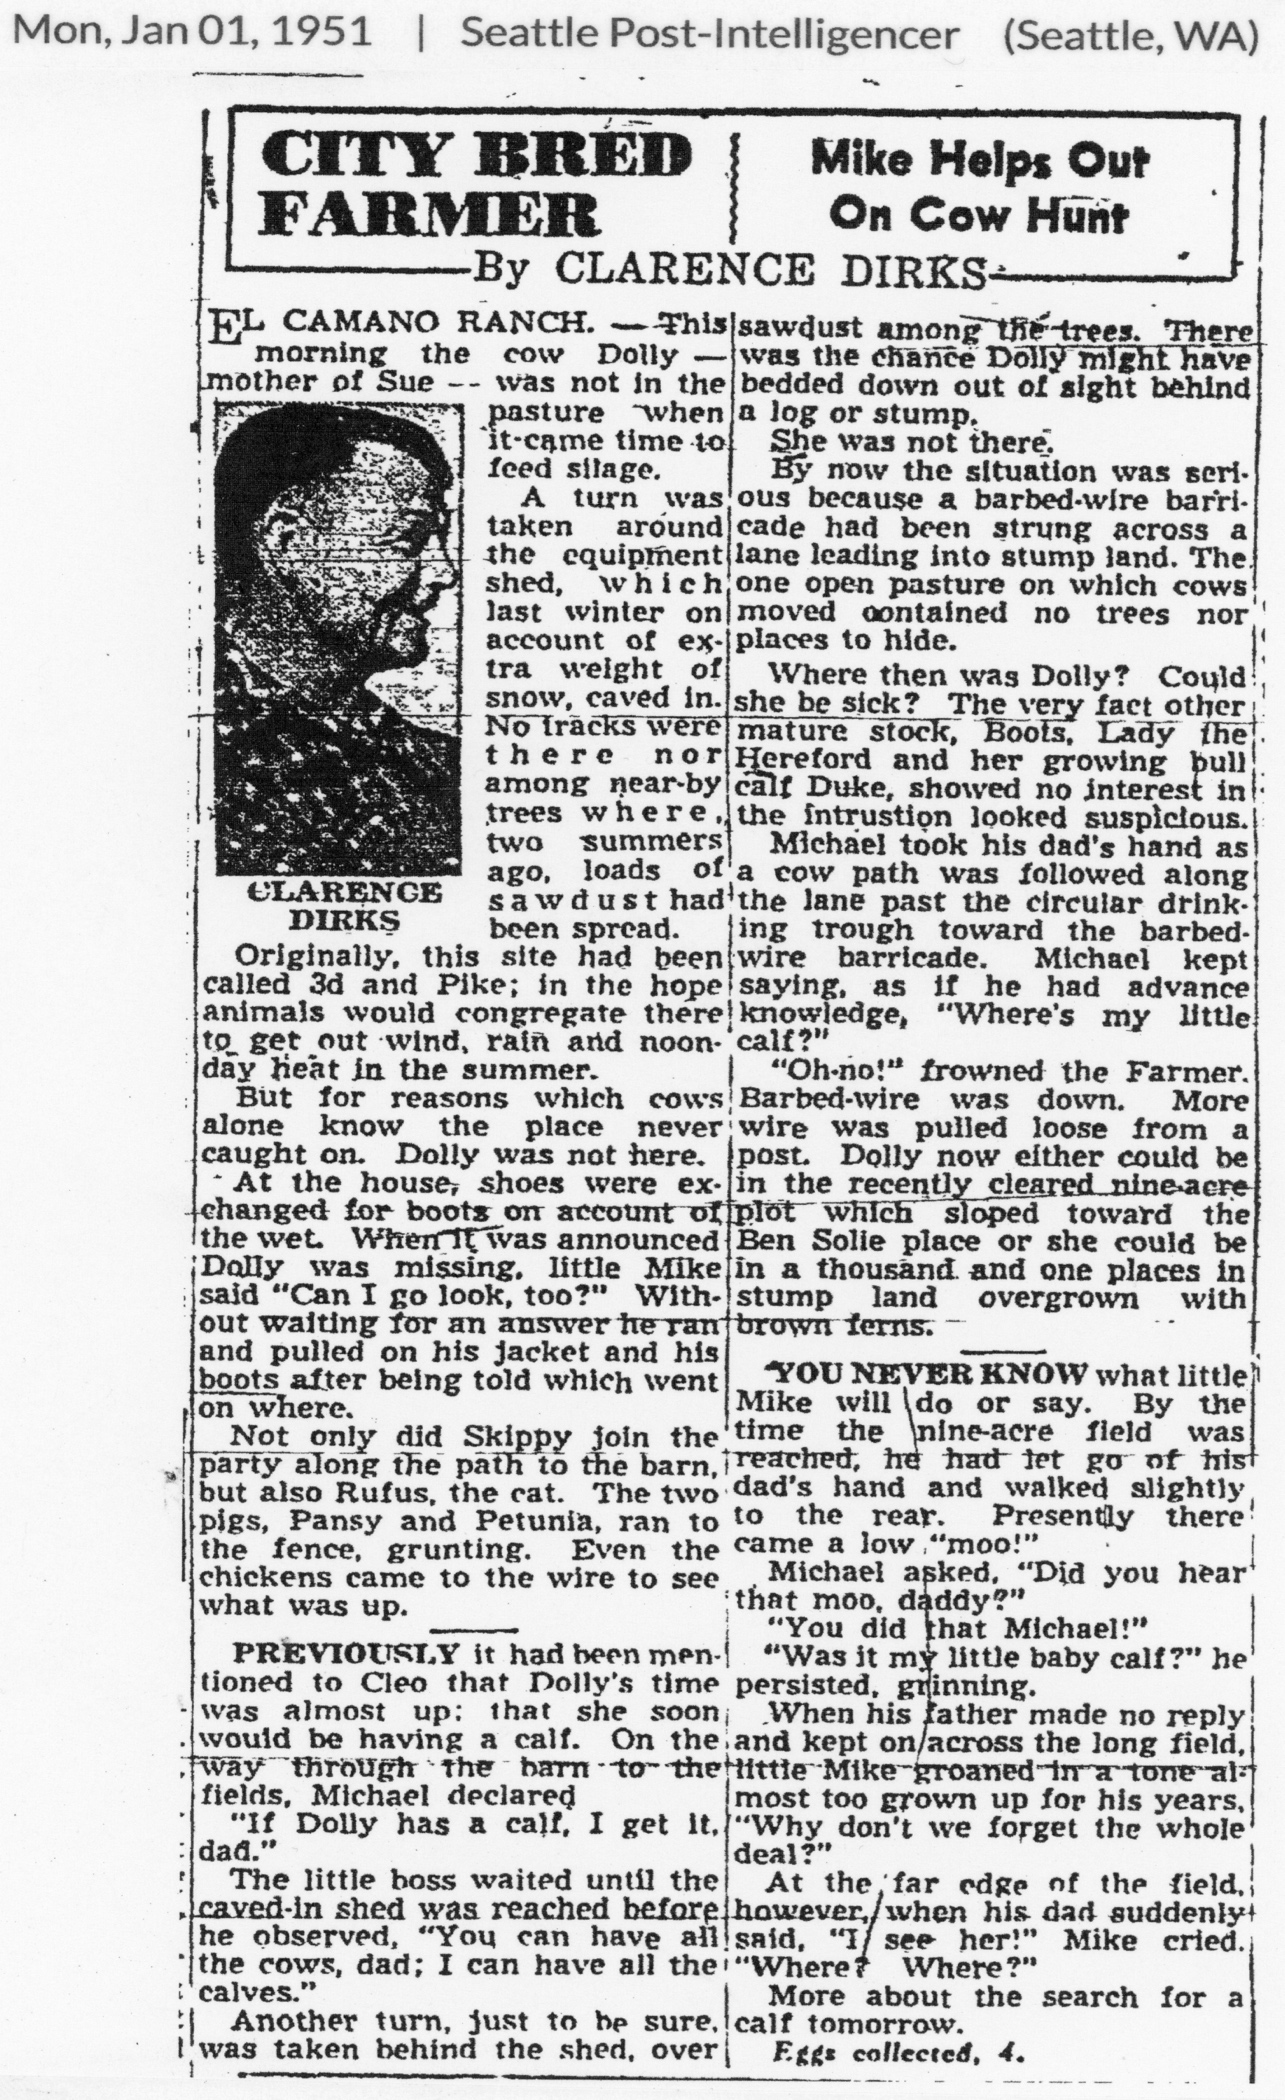 Mon, Jan 01, 1951 | Seattle Post-Intelligencer (Seattle, WA)
CITY BRED
FARMER
Mike Helps Out
On Cow Hunt
By CLARENCE DIRKS
EL CAMANO RANCH. — This
morning the cow Dolly —
mother of Sue -- was not in the
pasture when
it came time to
feed silage.
A turn was
taken around
the equipment
shed, which
last winter on
account of ex-
tra weight of
snow, caved in.
No tracks were
there nor
among near-by
trees where,
two summers
ago, loads of
sawdust had
been spread.
CLARENCE
DIRKS
Originally, this site had been
called 3d and Pike; in the hope
animals would congregate there
to get out wind, rain and noon-
day heat in the summer.
But for reasons which cows
alone know the place never
caught on. Dolly was not here.
At the house, shoes were ex-
changed for boots on account of
the wet. When it was announced
Dolly was missing, little Mike
said "Can I go look, too?" With-
out waiting for an answer he ran
and pulled on his jacket and his
boots after being told which went
on where.
Not only did Skippy join the
party along the path to the barn,
but also Rufus, the cat. The two
pigs, Pansy and Petunia, ran to
the fence, grunting. Even the
chickens came to the wire to see
what was up.
PREVIOUSLY it had been men-
tioned to Cleo that Dolly's time
was almost up; that she soon
would be having a calf. On the
way through the barn to the
fields, Michael declared
"If Dolly has a calf, I get it,
dad."
The little boss waited until the
caved-in shed was reached before
he observed, "You can have all
the cows, dad; I can have all the
calves."
Another turn, just to be sure,
was taken behind the shed, over
sawdust among the trees. There
was the chance Dolly might have
bedded down out of sight behind
a log or stump.
She was not there.
By now the situation was seri-
ous because a barbed-wire barri-
cade had been strung across a
lane leading into stump land. The
one open pasture on which cows
moved contained no trees nor
places to hide.
Where then was Dolly? Could
she be sick? The very fact other
mature stock, Boots, Lady the
Hereford and her growing bull
calf Duke, showed no interest in
the intrustion looked suspicious.
Michael took his dad's hand as
a cow path was followed along
the lane past the circular drink-
ing trough toward the barbed-
wire barricade. Michael kept
saying, as if he had advance
knowledge, "Where's my little
calf?"
"Oh-no!" frowned the Farmer.
Barbed-wire was down. More
wire was pulled loose from a
post. Dolly now either could be
in the recently cleared nine-acre
plot which sloped toward the
Ben Solie place or she could be
in a thousand and one places in
stump land overgrown with
brown ferns.
YOU NEVER KNOW what little
Mike will do or say. By the
time the nine-acre field was
reached, he had let go of his
dad's hand and walked slightly
to the rear. Presently there
came a low "moo!"
Michael asked, "Did you hear
that moo, daddy?"
"You did that Michael!"
"Was it my little baby calf?" he
persisted, grinning.
When his father made no reply
and kept on across the long field,
little Mike groaned in a tone al-
most too grown up for his years,
"Why don't we forget the whole
deal?"
At the far edge of the field,
however, when his dad suddenly
said, "I see her!" Mike cried.
"Where? Where?"
More about the search for a
calf tomorrow.
Eggs collected, 4.